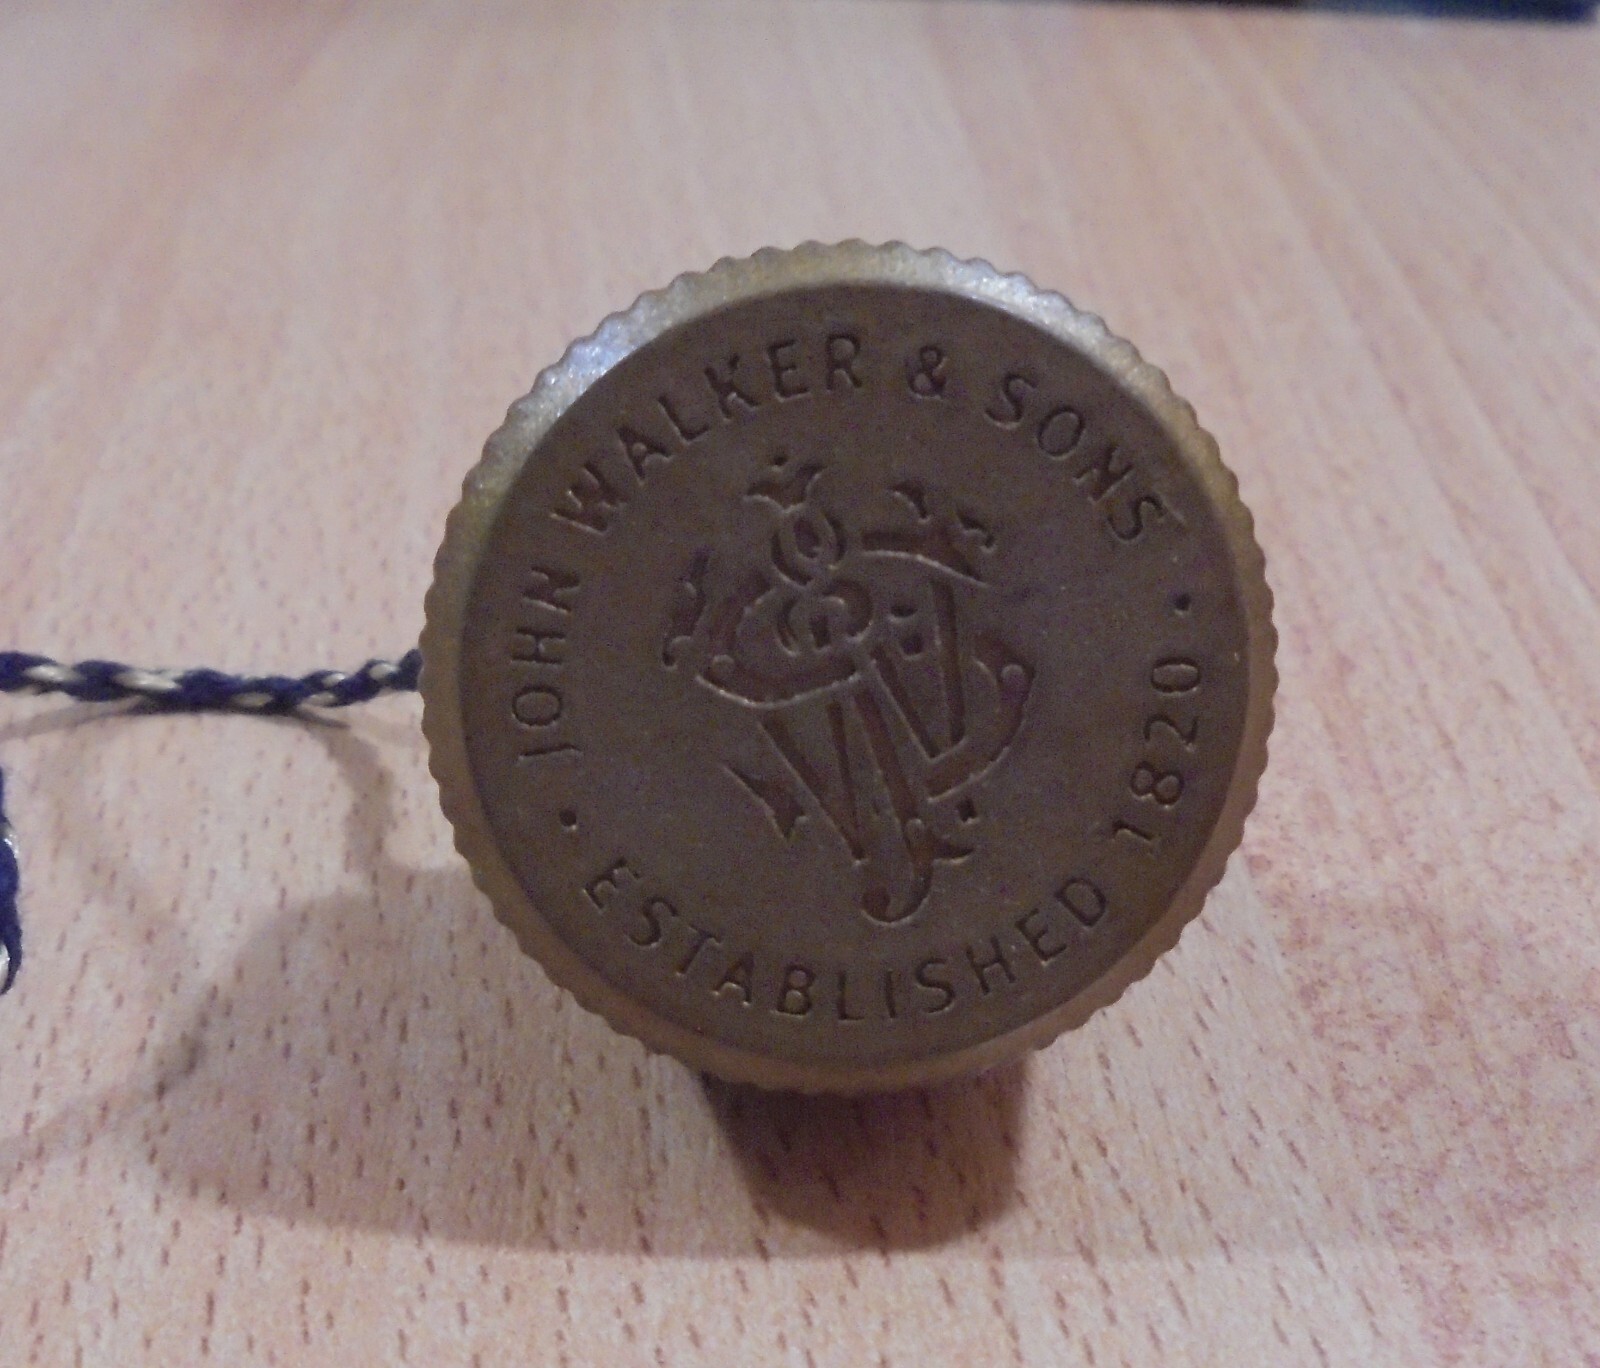 JOHN WALKER & SONS
ESTABLISHED 1820